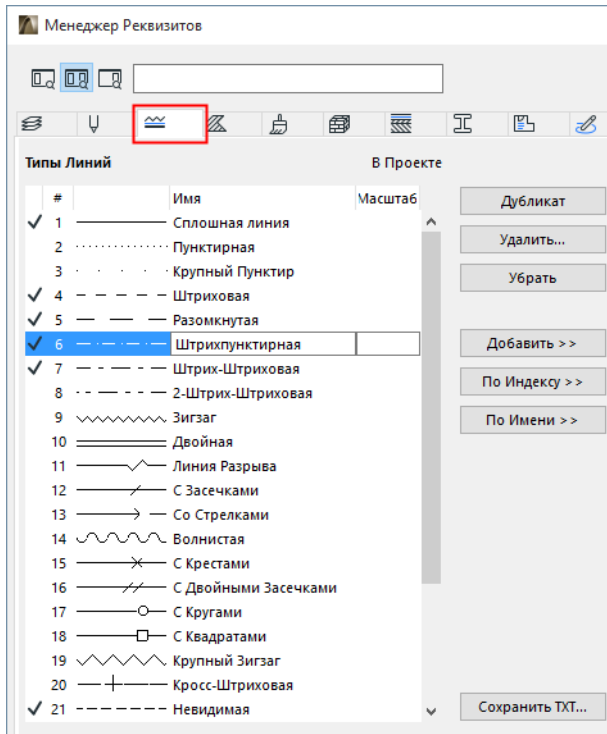 Менеджер Реквизитов
Типы Линий В Проекте
# Имя Масштаб
1 Сплошная линия
2 Пунктирная
3 Крупный Пунктир
4 Штриховая
5 Разомкнутая
6 Штрихпунктирная
7 Штрих-Штриховая
8 2-Штрих-Штриховая
9 Зигзаг
10 Двойная
11 Линия Разрыва
12 С Засечками
13 Со Стрелками
14 Волнистая
15 С Крестами
16 С Двойными Засечками
17 С Кругами
18 С Квадратами
19 Крупный Зигзаг
20 Кросс-Штриховая
21 Невидимая
Дубликат
Удалить...
Убрать
Добавить >>
По Индексу >>
По Имени >>
Сохранить TXT...